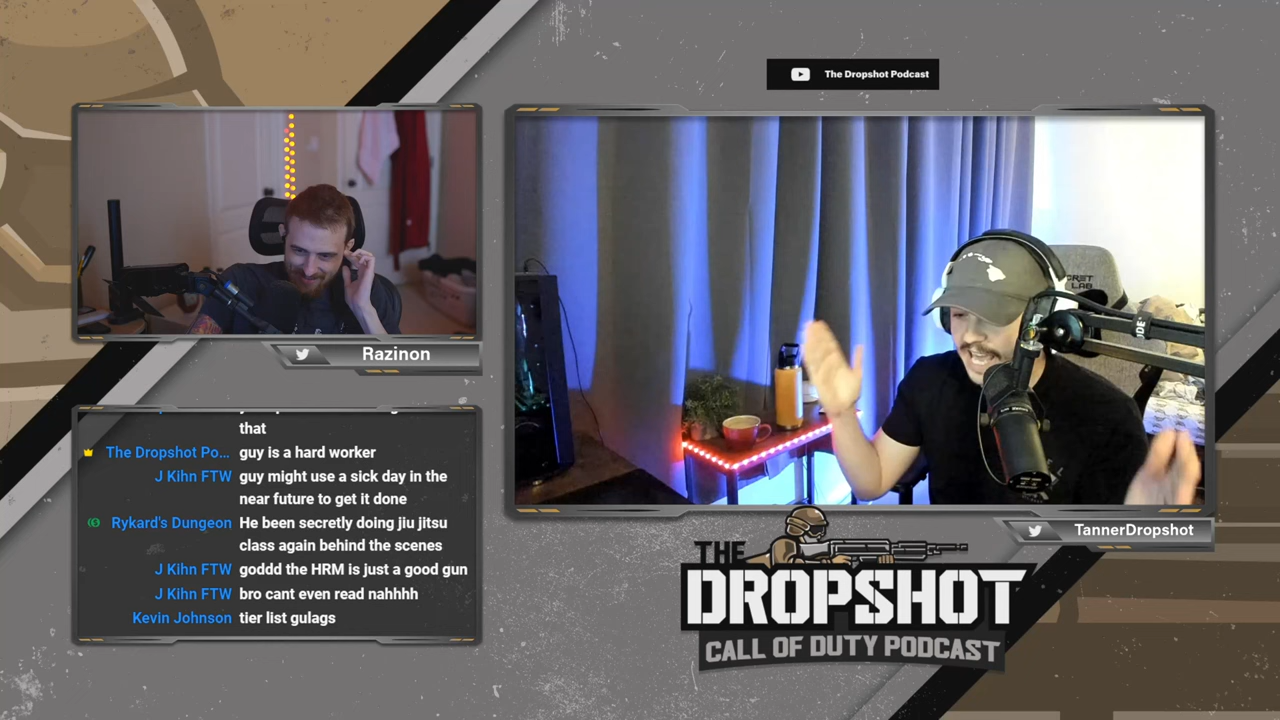 The Dropshot Podcast
Razinon
that
The Dropshot Po... guy is a hard worker
J Kihn FTW guy might use a sick day in the
near future to get it done
Rykard's Dungeon He been secretly doing jiu jitsu
class again behind the scenes
J Kihn FTW goddd the HRM is just a good gun
J Kihn FTW bro cant even read nahhhh
Kevin Johnson tier list gulags
TannerDropshot
THE
DROPSHOT
CALL OF DUTY PODCAST